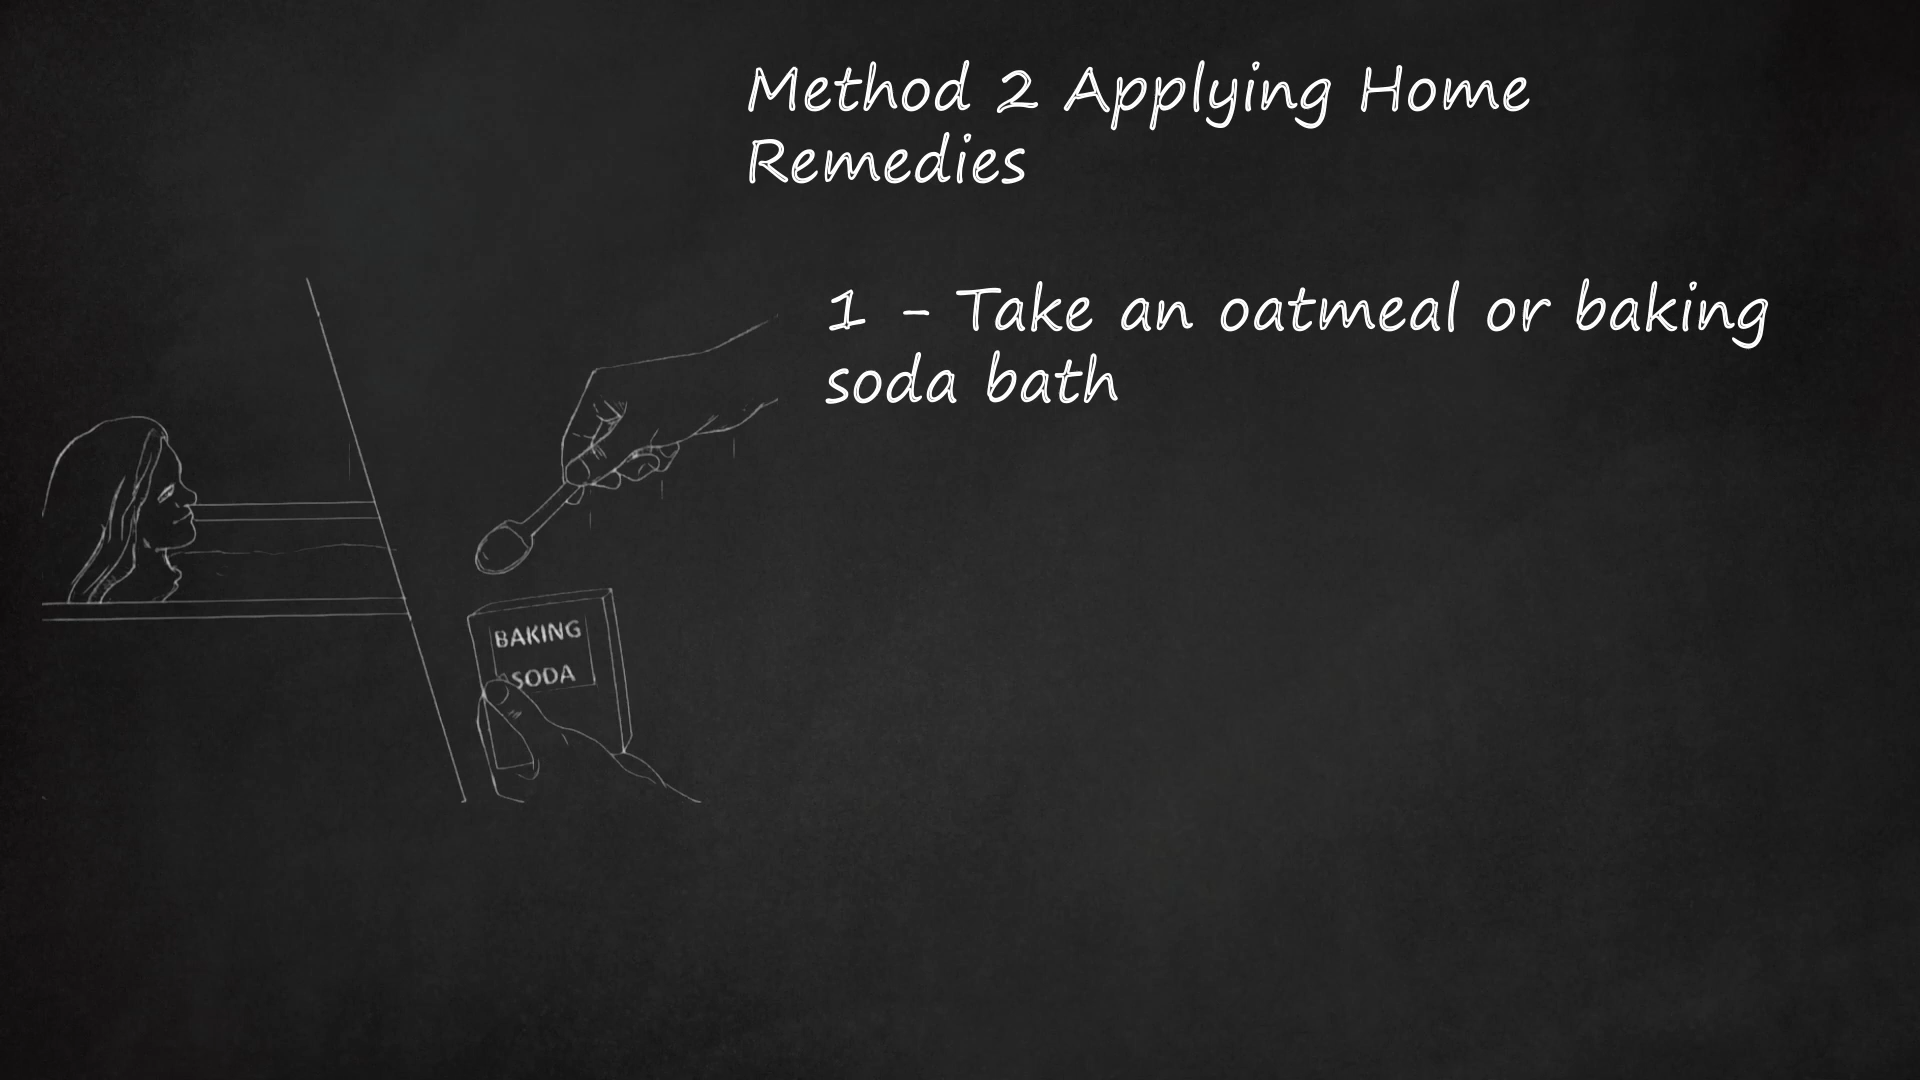 Method 2 Applying Home
Remedies
1 - Take an oatmeal or baking
soda bath
BAKING
SODA